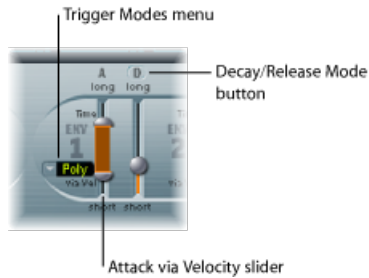 Trigger Modes menu
A D
long long
Decay/Release Mode
button
Time
ENV
1
Poly
via Vel
short short
Attack via Velocity slider